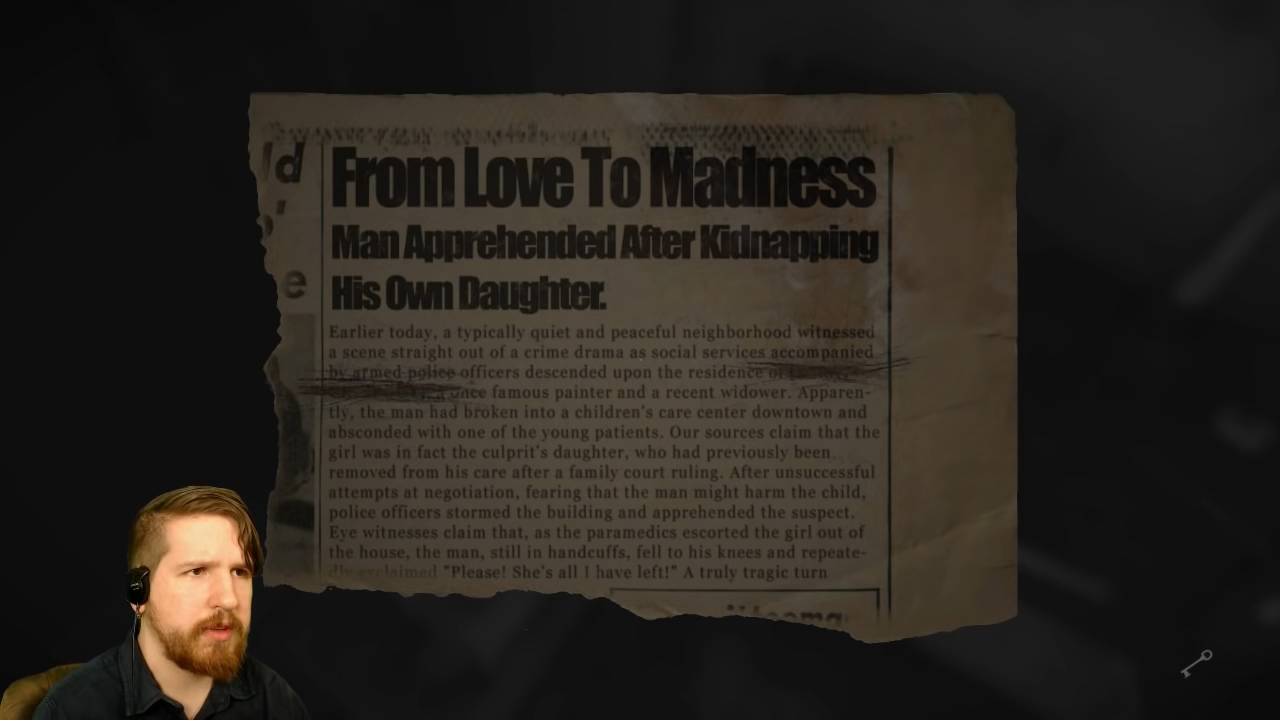 d
e
From Love To Madness
Man Apprehended After Kidnapping
His Own Daughter.
Earlier today, a typically quiet and peaceful neighborhood witnessed
a scene straight out of a crime drama as social services accompanied
by armed police officers descended upon the residence of
once famous painter and a recent widower. Apparen-
tly, the man had broken into a children's care center downtown and
absconded with one of the young patients. Our sources claim that the
girl was in fact the culprit's daughter, who had previously been
removed from his care after a family court ruling. After unsuccessful
attempts at negotiation, fearing that the man might harm the child,
police officers stormed the building and apprehended the suspect.
Eye witnesses claim that, as the paramedics escorted the girl out of
the house, the man, still in handcuffs, fell to his knees and repeate-
dly exclaimed "Please! She's all I have left!" A truly tragic turn